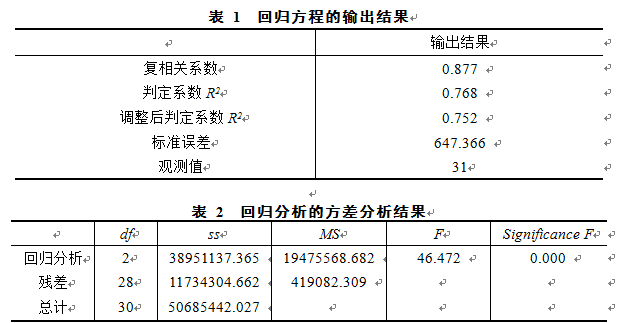 表 1 回归方程的输出结果
输出结果
复相关系数 0.877
判定系数 R2 0.768
调整后判定系数 R2 0.752
标准误差 647.366
观测值 31
表 2 回归分析的方差分析结果
df ss MS F Significance F
回归分析 2 38951137.365 19475568.682 46.472 0.000
残差 28 11734304.662 419082.309
总计 30 50685442.027